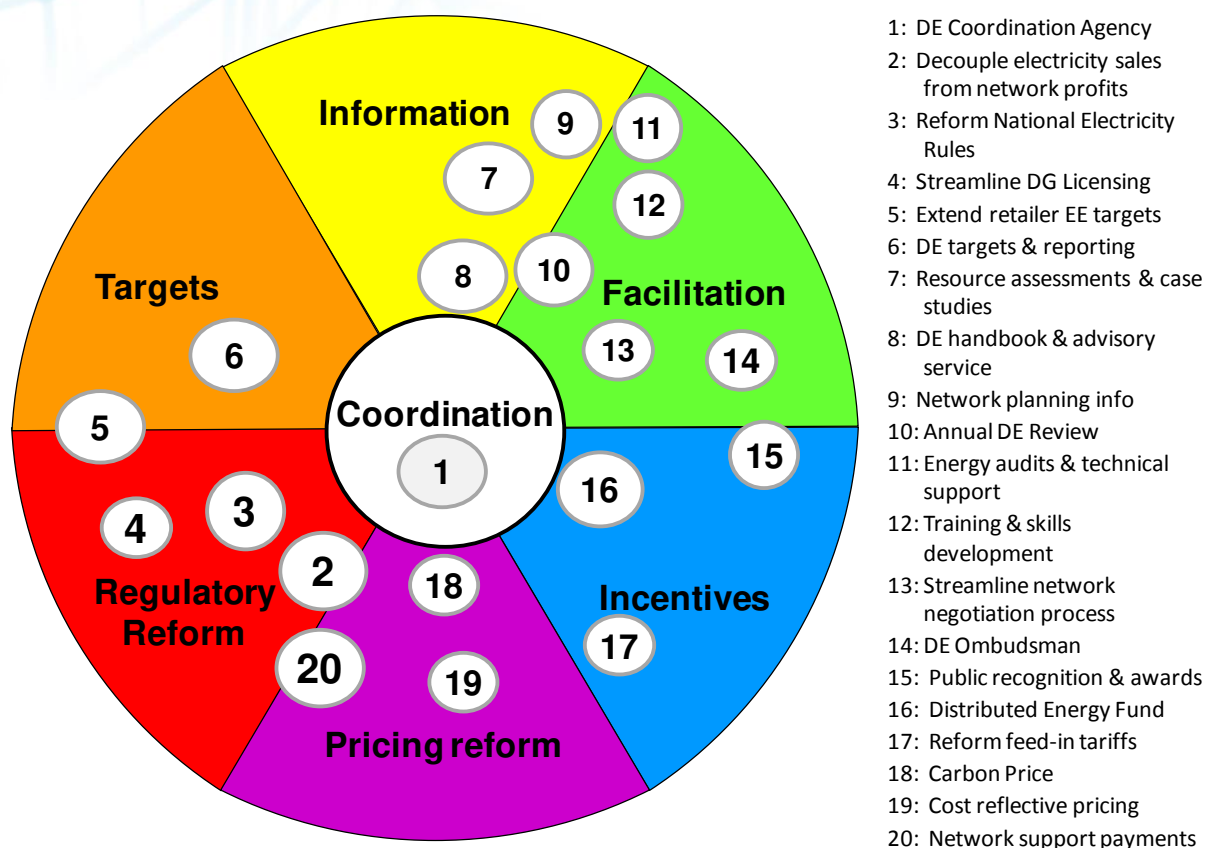 Information
9
11
7
12
8
10
Targets
Facilitation
6
13
14
Coordination
5
1
15
16
3
4
2
18
Regulatory
Reform
Incentives
17
20
19
Pricing reform
1: DE Coordination Agency
2: Decouple electricity sales
from network profits
3: Reform National Electricity
Rules
4: Streamline DG Licensing
5: Extend retailer EE targets
6: DE targets & reporting
7: Resource assessments & case
studies
8: DE handbook & advisory
service
9: Network planning info
10: Annual DE Review
11: Energy audits & technical
support
12: Training & skills
development
13: Streamline network
negotiation process
14: DE Ombudsman
15: Public recognition & awards
16: Distributed Energy Fund
17: Reform feed-in tariffs
18: Carbon Price
19: Cost reflective pricing
20: Network support payments